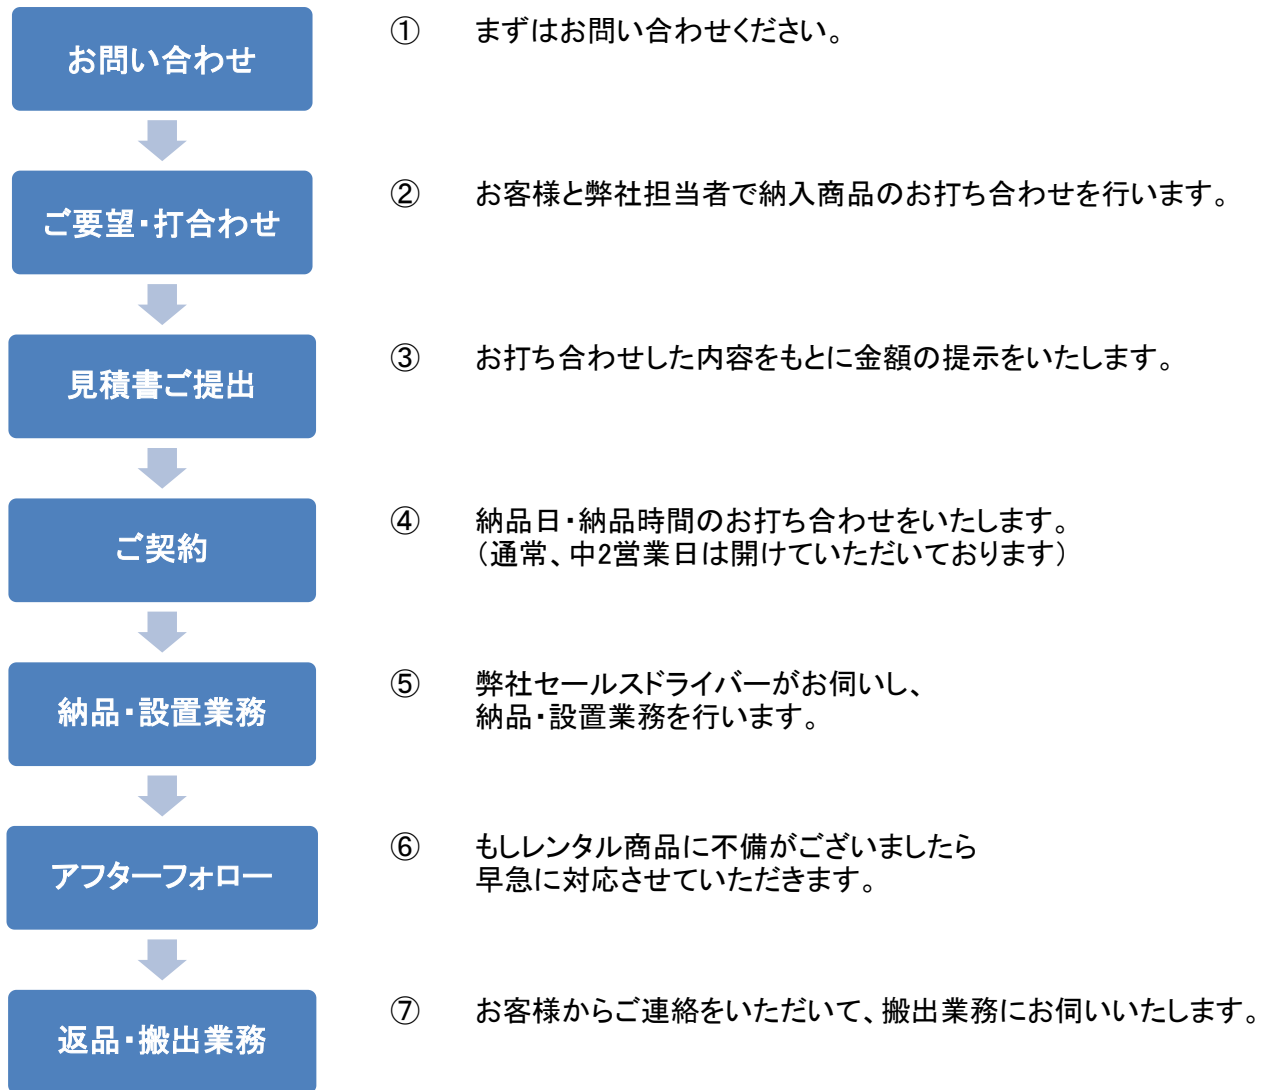 お問い合わせ
① まずはお問い合わせください。
ご要望・打合わせ
② お客様と弊社担当者で納入商品のお打ち合わせを行います。
見積書ご提出
③ お打ち合わせした内容をもとに金額の提示をいたします。
ご契約
④ 納品日・納品時間のお打ち合わせをいたします。
（通常、中2営業日は開けていただいております）
納品・設置業務
⑤ 弊社セールスドライバーがお伺いし、
納品・設置業務を行います。
アフターフォロー
⑥ もしレンタル商品に不備がございましたら
早急に対応させていただきます。
返品・搬出業務
⑦ お客様からご連絡をいただいて、搬出業務にお伺いいたします。